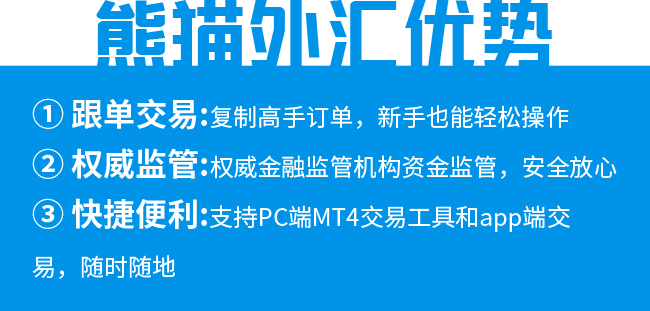 熊猫外汇优势
① 跟单交易:复制高手订单，新手也能轻松操作
② 权威监管:权威金融监管机构资金监管，安全放心
③ 快捷便利:支持PC端MT4交易工具和app端交
易，随时随地